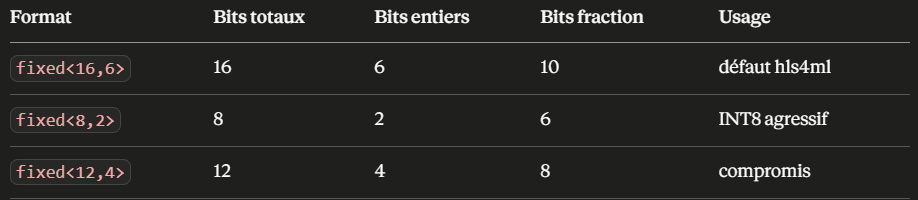 Format Bits totaux Bits entiers Bits fraction Usage
fixed<16,6> 16 6 10 défaut hls4ml
fixed<8,2> 8 2 6 INT8 agressif
fixed<12,4> 12 4 8 compromis